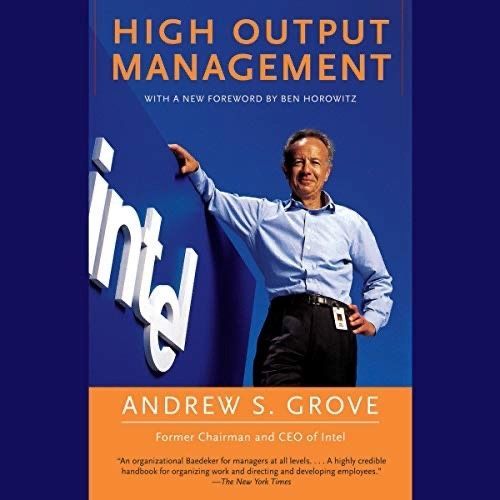 HIGH OUTPUT
MANAGEMENT
WITH A NEW FOREWORD BY BEN HOROWITZ
intel
ANDREW S. GROVE
Former Chairman and CEO of Intel
"An organizational Baedeker for managers at all levels. . . . A highly credible
handbook for organizing work and directing and developing employees."
—The New York Times